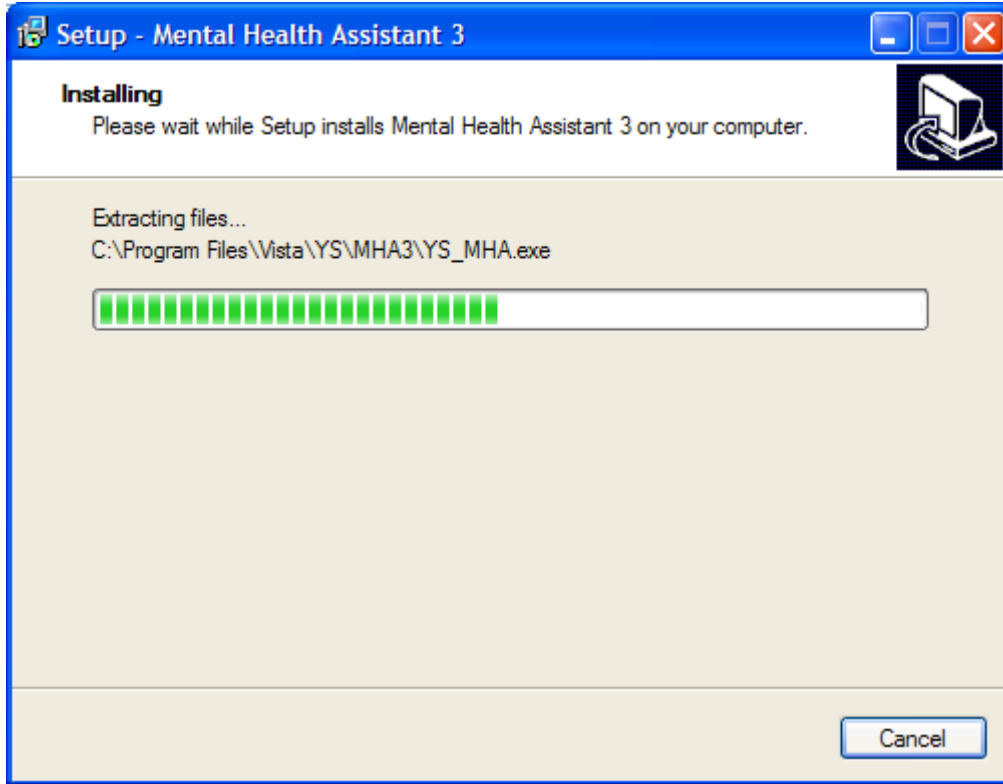 Setup - Mental Health Assistant 3
Installing
Please wait while Setup installs Mental Health Assistant 3 on your computer.
Extracting files...
C:\Program Files\Vista\YS\MHA3\YS_MHA.exe
Cancel